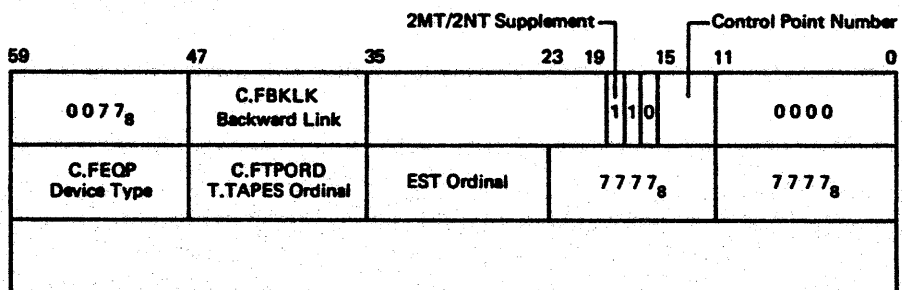 2MT/2NT Supplement Control Point Number
59 47 35 23 19 15 11 0
0077₈ C.FBKLK 1 1 0 0000
Backward Link
C.FEQP C.FTPORD EST Ordinal 7777₈ 7777₈
Device Type T.TAPES Ordinal